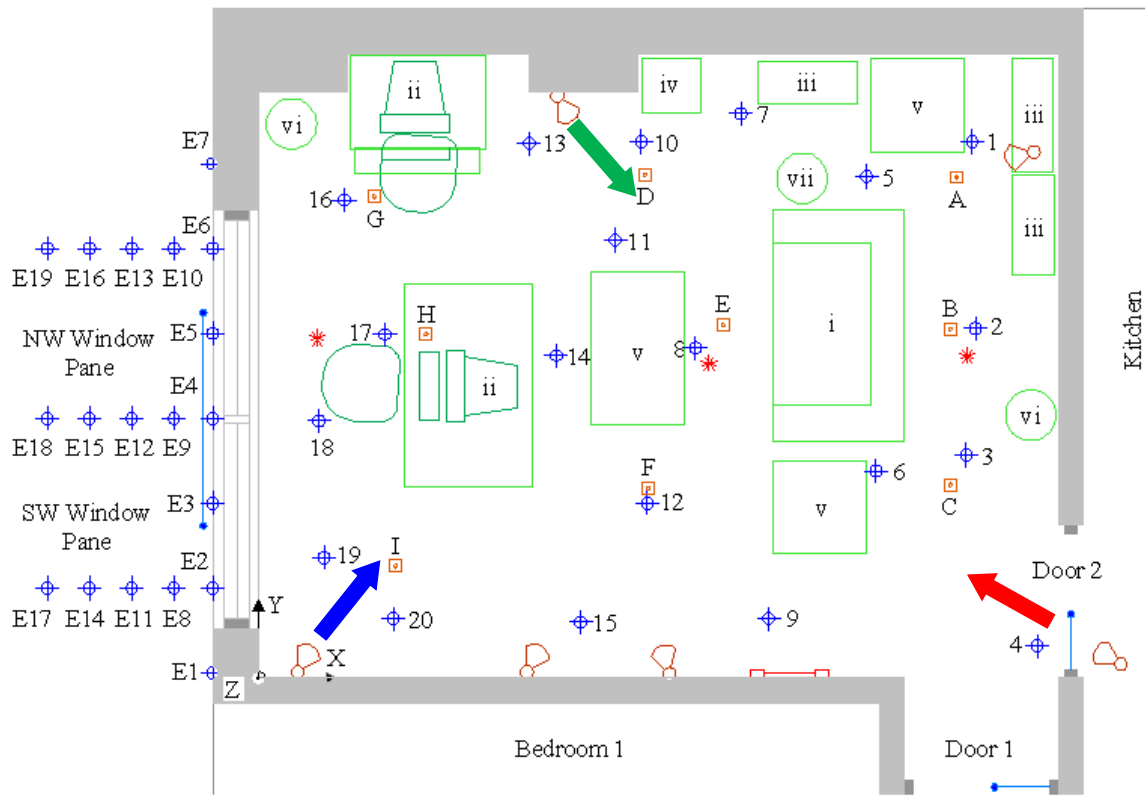 ii
iv
iii
v
iii
vi
7
E7
13
10
1
vii
5
16
G
D
A
iii
E6
11
E19 E16 E13 E10
E
NW Window
Pane
E5
17
H
B
2
i
Kitchen
E4
14
v
8
ii
vi
E18 E15 E12 E9
18
3
6
SW Window
Pane
E3
F
12
v
C
E2
19
I
Door 2
E17 E14 E11 E8
Y
20
15
9
4
E1
Z
X
Bedroom 1
Door 1